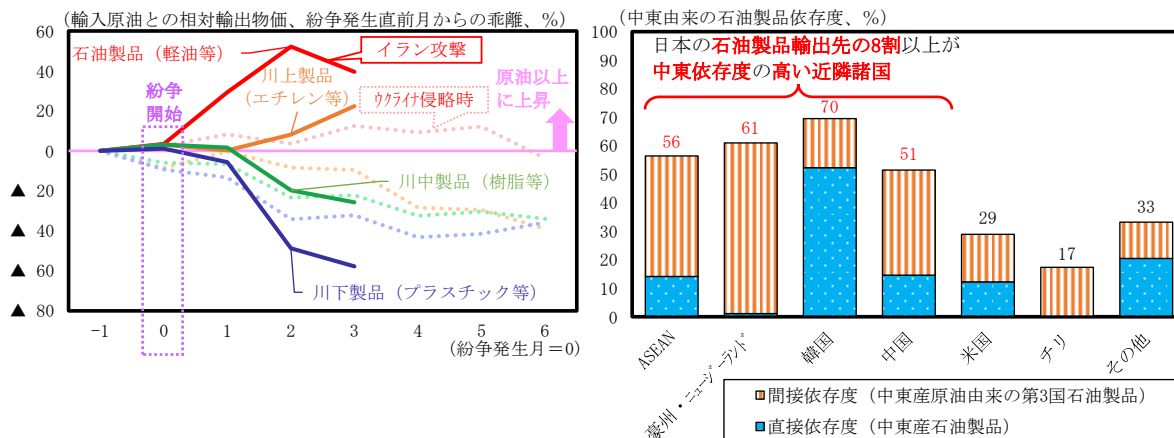 (輸入原油との相対輸出物価、紛争発生直前月からの乖離、%)
60
40
20
0
▲ 20
▲ 40
▲ 60
▲ 80
石油製品(軽油等)
イラン攻撃
川上製品
(エチレン等)
原油以上
に上昇
紛争
開始
ウクライナ侵略時
川中製品(樹脂等)
川下製品(プラスチック等)
-1 0 1 2 3 4 5 6
(紛争発生月=0)
(中東由来の石油製品依存度、%)
100
90
80
70
60
50
40
30
20
10
0
日本の石油製品輸出先の8割以上が
中東依存度の高い近隣諸国
56 61 70 51 29 17 33
ASEAN 豪州・ニュージーランド 韓国 中国 米国 チリ その他
間接依存度(中東産原油由来の第3国石油製品)
直接依存度(中東産石油製品)